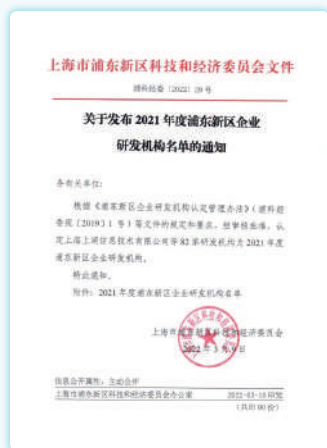 上海市浦东新区科技和经济委员会文件
浦科经委〔2022〕29号
关于发布2021年度浦东新区企业
研发机构名单的通知
各有关单位：
根据《浦东新区企业研发机构认定管理办法》（浦科经
委规〔2019〕1号）等文件的规定和要求，经审核批准，认
定上海上湖信息技术有限公司等82家研发机构为2021年度
浦东新区企业研发机构。
特此通知。
附件：2021年度浦东新区企业研发机构名单
上海市浦东新区科技和经济委员会
2022年3月9日
信息公开属性：主动公开
上海市浦东新区科技和经济委员会办公室 2022-03-10印发
（共印00份）